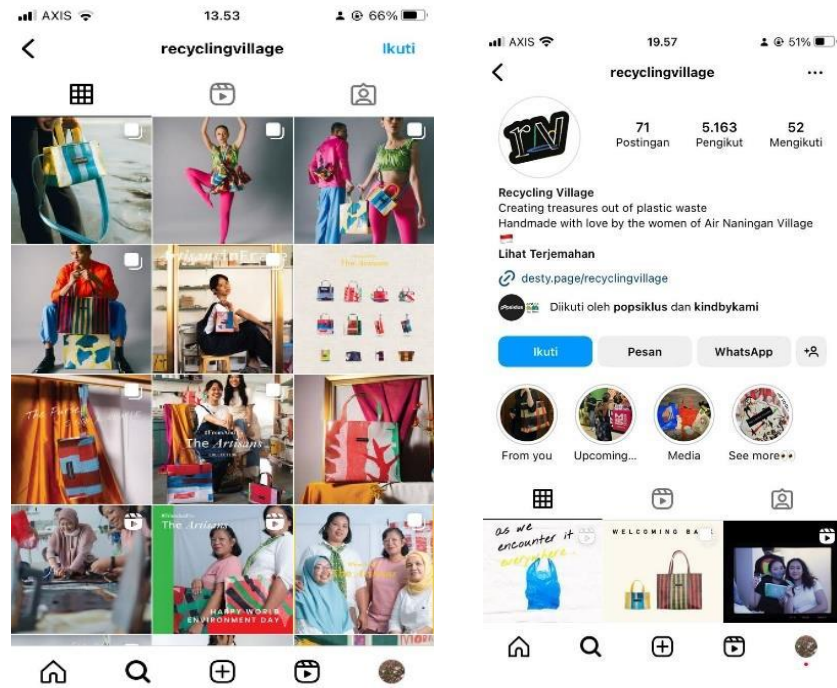 AXIS
13.53
66%
recyclingvillage
Ikuti
The Artisans
The Artisans
COLLECTION
The Artisans
HAPPY WORLD
ENVIRONMENT DAY
AXIS
19.57
51%
recyclingvillage
rv
71
5.163
52
Postingan
Pengikut
Mengikuti
Recycling Village
Creating treasures out of plastic waste
Handmade with love by the women of Air Naningan Village
Lihat Terjemahan
desty.page/recyclingvillage
Diikuti oleh popsiklus dan kindbykami
Ikuti
Pesan
WhatsApp
From you
Upcoming...
Media
See more
as we
encounter it
everywhere...
WELCOMING BA